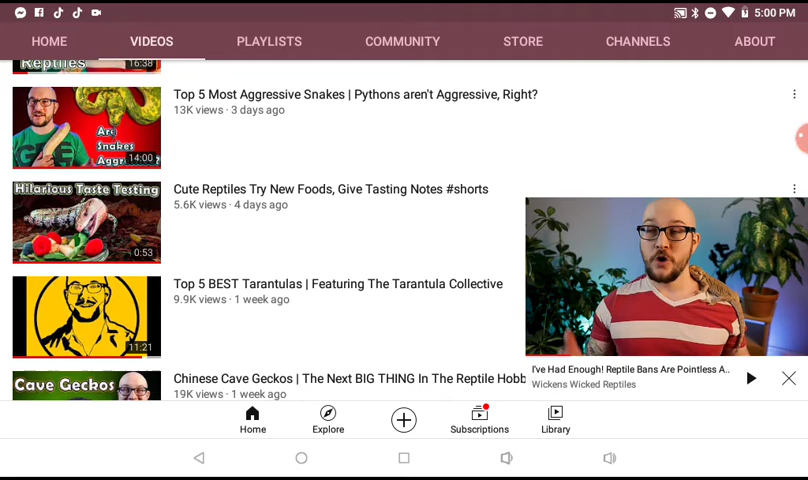 5:00 PM
HOME VIDEOS PLAYLISTS COMMUNITY STORE CHANNELS ABOUT
Reptiles
16:38
Top 5 Most Aggressive Snakes | Pythons aren't Aggressive, Right?
13K views · 3 days ago
Are
Snakes
Aggr
14:00
Hilarious Taste Testing
0:53
Cute Reptiles Try New Foods, Give Tasting Notes #shorts
5.6K views · 4 days ago
11:21
Top 5 BEST Tarantulas | Featuring The Tarantula Collective
9.9K views · 1 week ago
I've Had Enough! Reptile Bans Are Pointless A..
Wickens Wicked Reptiles
Cave Geckos
Chinese Cave Geckos | The Next BIG THING In The Reptile Hobb
19K views · 1 week ago
Home Explore Subscriptions Library